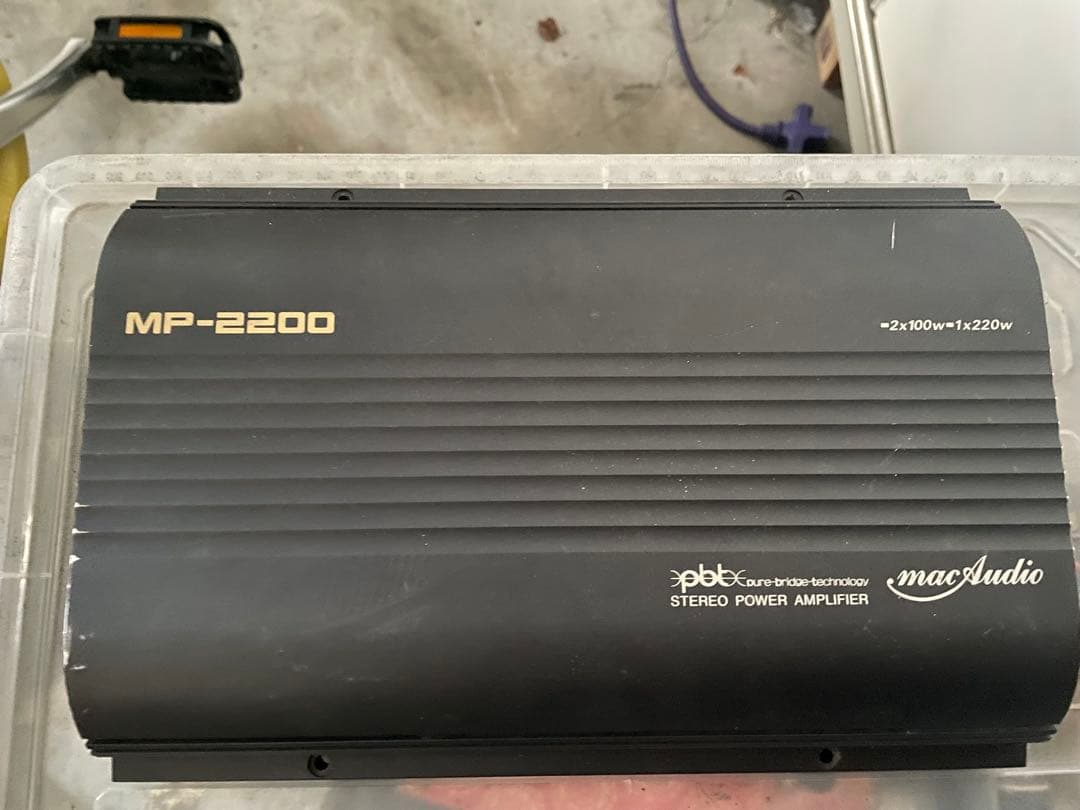 MP-2200
=2x100w=1x220w
pbt pure-bridge-technology
STEREO POWER AMPLIFIER
macAudio